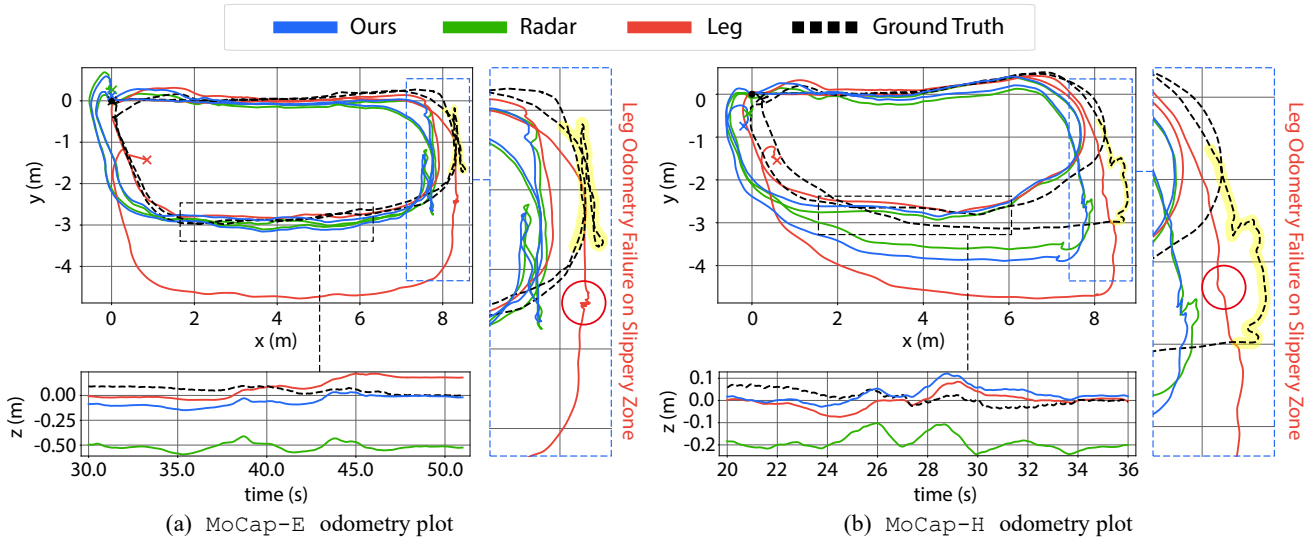 Ours Radar Leg Ground Truth
0
-1
-2
-3
-4
y (m)
0 2 4 6 8
x (m)
Leg Odometry Failure on Slippery Zone
0.00
-0.25
-0.50
z (m)
30.0 35.0 40.0 45.0 50.0
time (s)
(a) MoCap-E odometry plot
0
-1
-2
-3
-4
y (m)
0 2 4 6 8
x (m)
Leg Odometry Failure on Slippery Zone
0.1
0.0
-0.1
-0.2
z (m)
20 22 24 26 28 30 32 34 36
time (s)
(b) MoCap-H odometry plot